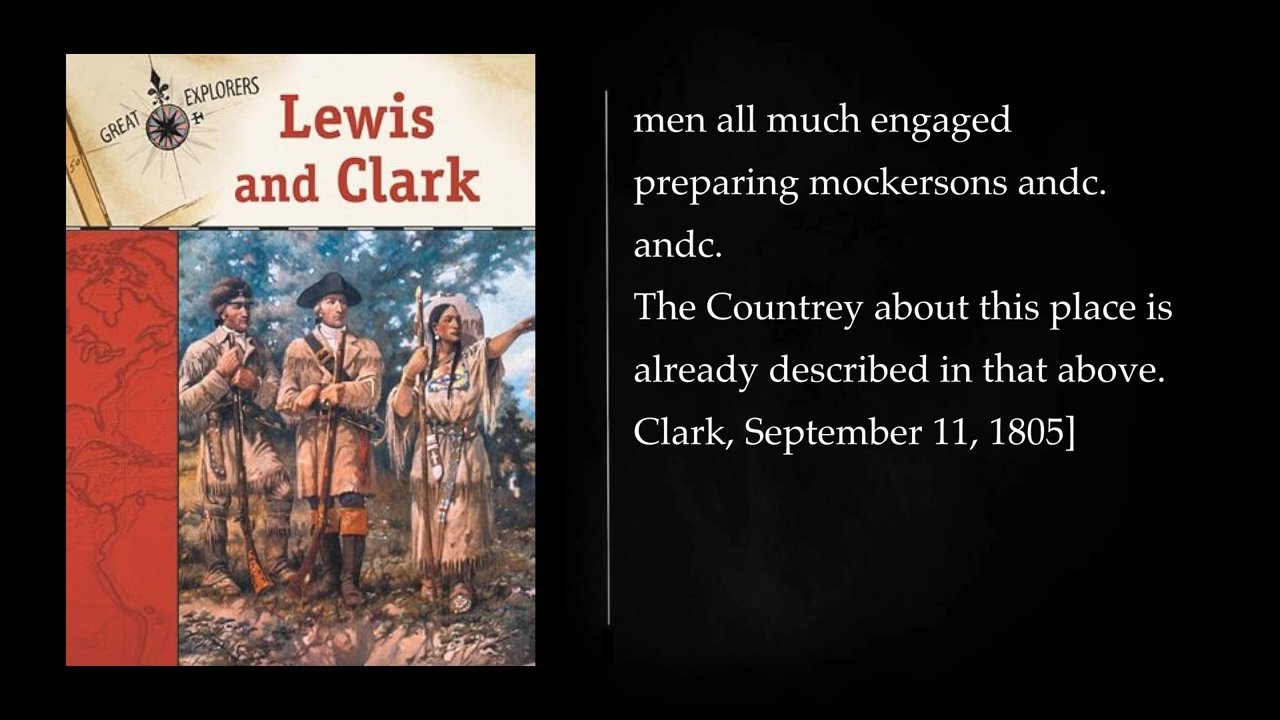 GREAT EXPLORERS
Lewis
and Clark
men all much engaged
preparing mockersons andc.
andc.
The Countrey about this place is
already described in that above.
Clark, September 11, 1805]